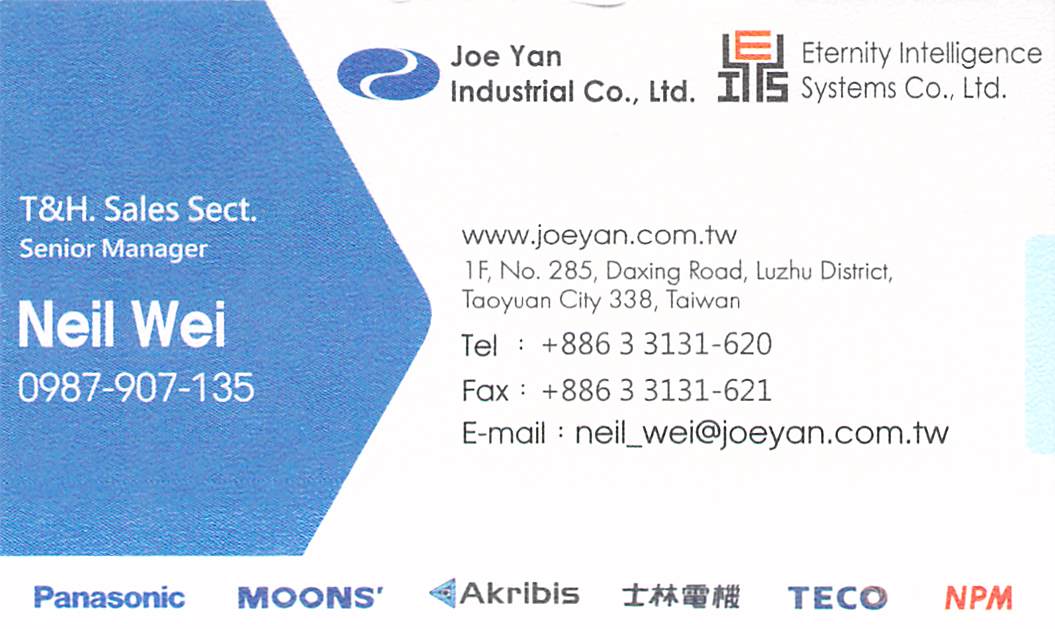 Joe Yan
Industrial Co., Ltd.
EITS
Eternity Intelligence
Systems Co., Ltd.
T&H. Sales Sect.
Senior Manager
Neil Wei
0987-907-135
www.joeyan.com.tw
1F, No. 285, Daxing Road, Luzhu District,
Taoyuan City 338, Taiwan
Tel : +886 3 3131-620
Fax : +886 3 3131-621
E-mail : neil_wei@joeyan.com.tw
Panasonic MOONS' Akribis 士林電機 TECO NPM